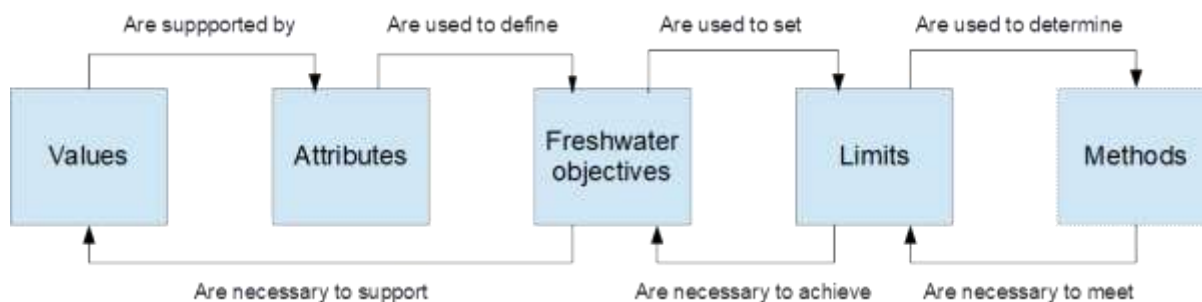 Are suppported by
Are used to define
Are used to set
Are used to determine
Values
Attributes
Freshwater
objectives
Limits
Methods
Are necessary to support
Are necessary to achieve
Are necessary to meet